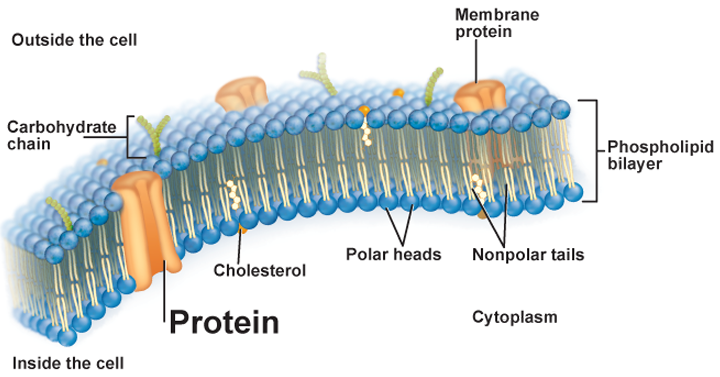 Membrane
protein
Outside the cell
Carbohydrate
chain
Phospholipid
bilayer
Polar heads
Nonpolar tails
Cholesterol
Protein
Cytoplasm
Inside the cell